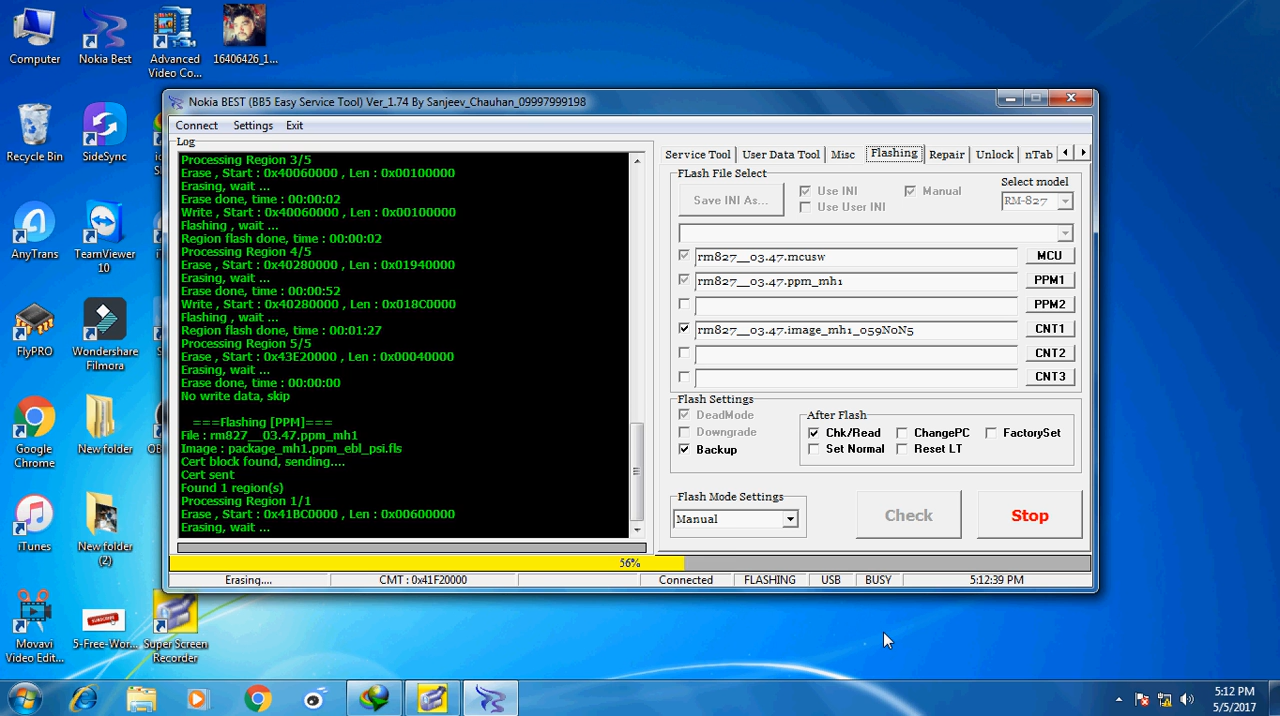 Computer
Nokia Best
Advanced
Video Co...
16406426_1...
Recycle Bin
SideSync
AnyTrans
TeamViewer
10
FlyPRO
Wondershare
Filmora
Google
Chrome
New folder
iTunes
New folder
(2)
Movavi
Video Edit...
5-Free-Wor...
Super Screen
Recorder
Nokia BEST (BB5 Easy Service Tool) Ver_1.74 By Sanjeev_Chauhan_09997999198
Connect Settings Exit
Log
Processing Region 3/5
Erase , Start : 0x40060000 , Len : 0x00100000
Erasing, wait ...
Erase done, time : 00:00:02
Write , Start : 0x40060000 , Len : 0x00100000
Flashing , wait ...
Region flash done, time : 00:00:02
Processing Region 4/5
Erase , Start : 0x40280000 , Len : 0x01940000
Erasing, wait ...
Erase done, time : 00:00:52
Write , Start : 0x40280000 , Len : 0x018C0000
Flashing , wait ...
Region flash done, time : 00:01:27
Processing Region 5/5
Erase , Start : 0x43E20000 , Len : 0x00040000
Erasing, wait ...
Erase done, time : 00:00:00
No write data, skip
===Flashing [PPM]===
File : rm827__03.47.ppm_mh1
Image : package_mh1.ppm_ebl_psi.fls
Cert block found, sending....
Cert sent
Found 1 region(s)
Processing Region 1/1
Erase , Start : 0x41BC0000 , Len : 0x00600000
Erasing, wait ...
Service Tool User Data Tool Misc Flashing Repair Unlock nTab
FLash File Select
Save INI As...
Use INI
Use User INI
Manual
Select model
RM-827
rm827__03.47.mcusw MCU
rm827__03.47.ppm_mh1 PPM1
PPM2
rm827__03.47.image_mh1_059N0N5 CNT1
CNT2
CNT3
Flash Settings
DeadMode
Downgrade
Backup
After Flash
Chk/Read ChangePC FactorySet
Set Normal Reset LT
Flash Mode Settings
Manual
Check
Stop
56%
Erasing.... CMT : 0x41F20000 Connected FLASHING USB BUSY 5:12:39 PM
5:12 PM
5/5/2017